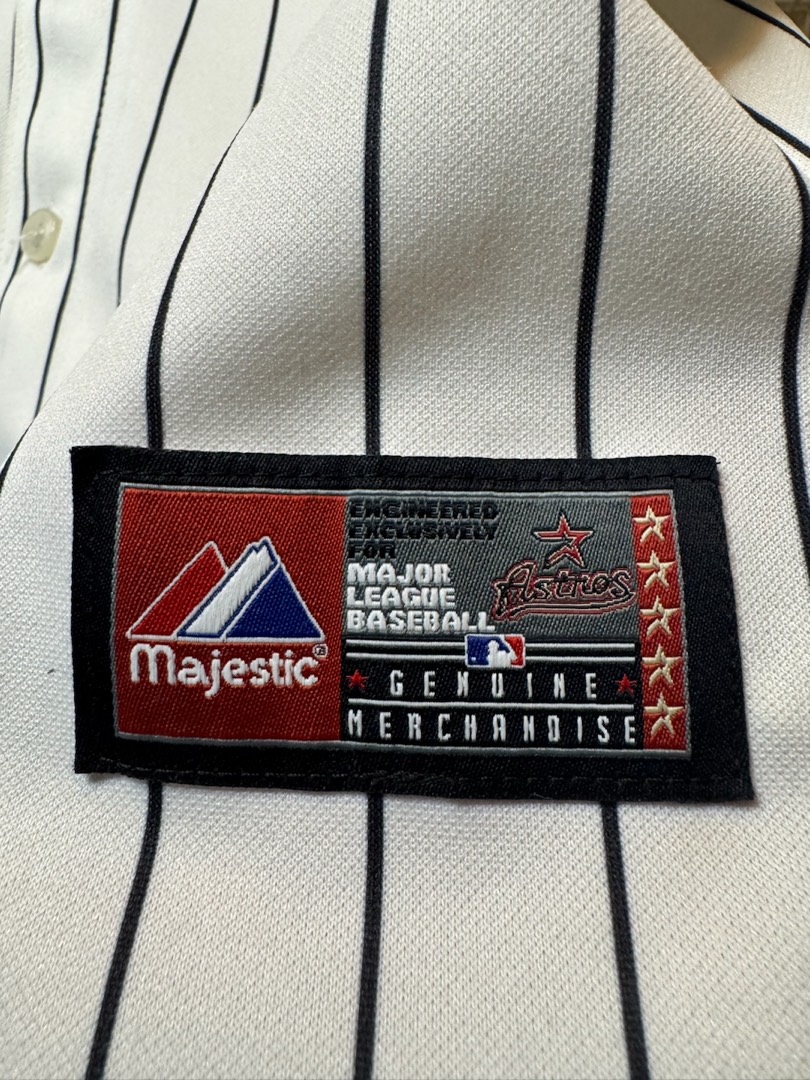 Majestic
ENGINEERED
EXCLUSIVELY
FOR
MAJOR
LEAGUE
BASEBALL
Astros
GENUINE
MERCHANDISE